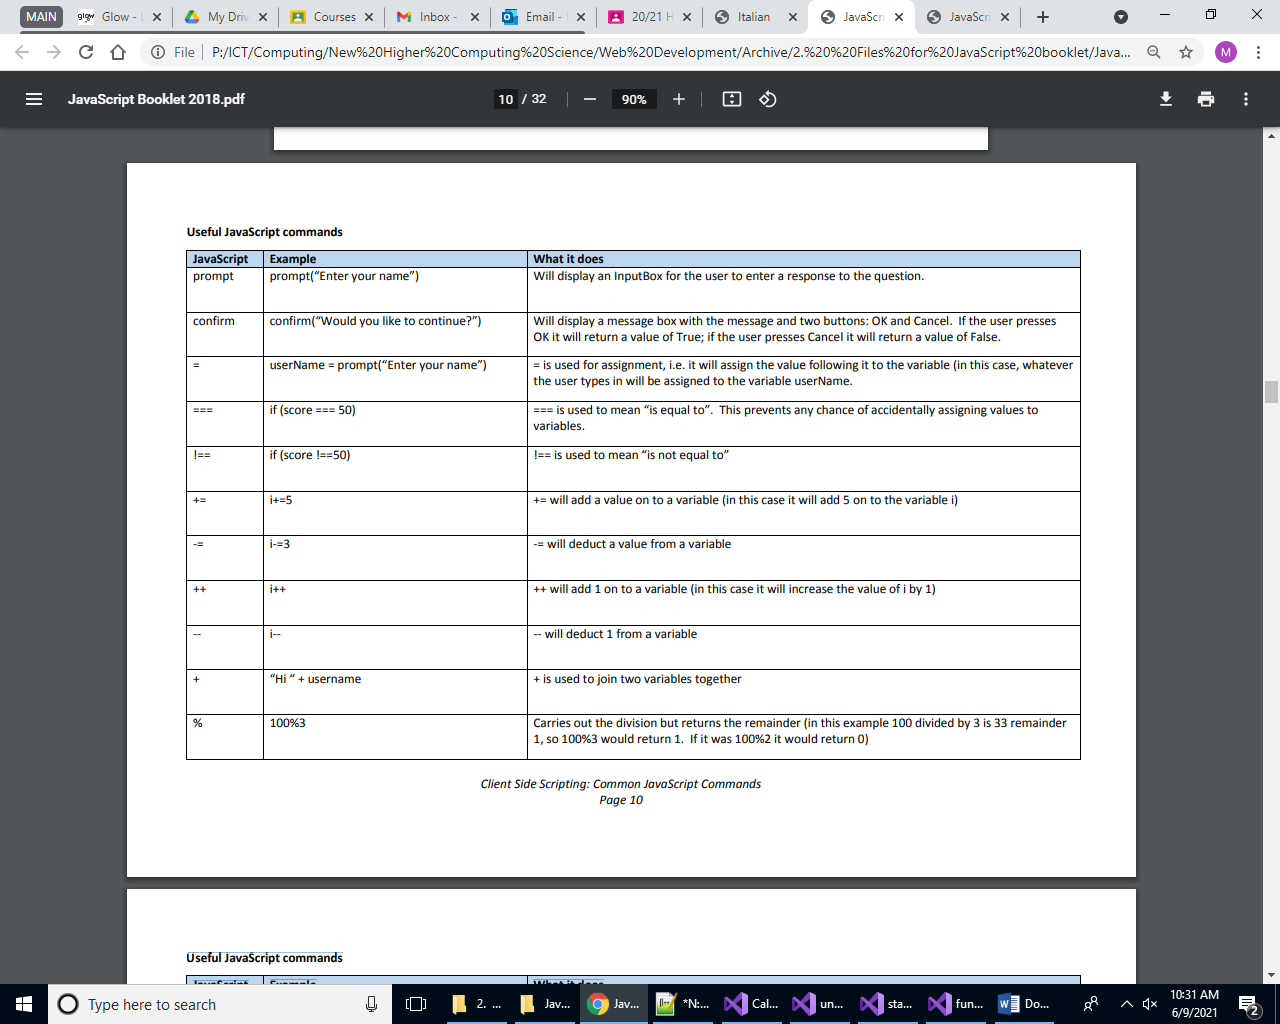 MAIN
glow Glow -
My Driv
Courses
Inbox -
Email -
20/21 H
Italian
JavaScri
JavaScri
File P:/ICT/Computing/New%20Higher%20Computing%20Science/Web%20Development/Archive/2.%20%20Files%20for%20JavaScript%20booklet/Java...
M
JavaScript Booklet 2018.pdf
10 / 32
90%
Useful JavaScript commands
JavaScript Example What it does
prompt prompt(“Enter your name”) Will display an InputBox for the user to enter a response to the question.
confirm confirm(“Would you like to continue?”) Will display a message box with the message and two buttons: OK and Cancel. If the user presses
OK it will return a value of True; if the user presses Cancel it will return a value of False.
= userName = prompt(“Enter your name”) = is used for assignment, i.e. it will assign the value following it to the variable (in this case, whatever
the user types in will be assigned to the variable userName.
=== if (score === 50) === is used to mean “is equal to”. This prevents any chance of accidentally assigning values to
variables.
!== if (score !==50) !== is used to mean “is not equal to”
+= i+=5 += will add a value on to a variable (in this case it will add 5 on to the variable i)
-= i-=3 -= will deduct a value from a variable
++ i++ ++ will add 1 on to a variable (in this case it will increase the value of i by 1)
-- i-- -- will deduct 1 from a variable
+ “Hi “ + username + is used to join two variables together
% 100%3 Carries out the division but returns the remainder (in this example 100 divided by 3 is 33 remainder
1, so 100%3 would return 1. If it was 100%2 it would return 0)
Client Side Scripting: Common JavaScript Commands
Page 10
Useful JavaScript commands
JavaScript Example What it does
Type here to search
2. ...
Jav...
Jav...
*N:...
Cal...
un...
sta...
fun...
Do...
10:31 AM
6/9/2021
2